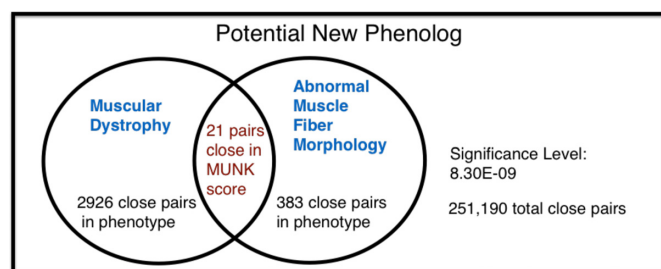 Potential New Phenolog
Muscular
Dystrophy
2926 close pairs
in phenotype
21 pairs
close in
MUNK
score
Abnormal
Muscle
Fiber
Morphology
383 close pairs
in phenotype
Significance Level:
8.30E-09
251,190 total close pairs